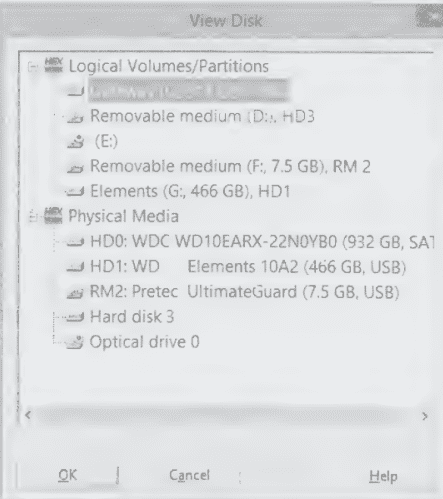 View Disk
Logical Volumes/Partitions
Removable medium (D:, HD3
(E:)
Removable medium (F:, 7.5 GB), RM 2
Elements (G:, 466 GB), HD1
Physical Media
HD0: WDC WD10EARX-22N0YB0 (932 GB, SAT
HD1: WD Elements 10A2 (466 GB, USB)
RM2: Pretec UltimateGuard (7.5 GB, USB)
Hard disk 3
Optical drive 0
OK Cancel Help